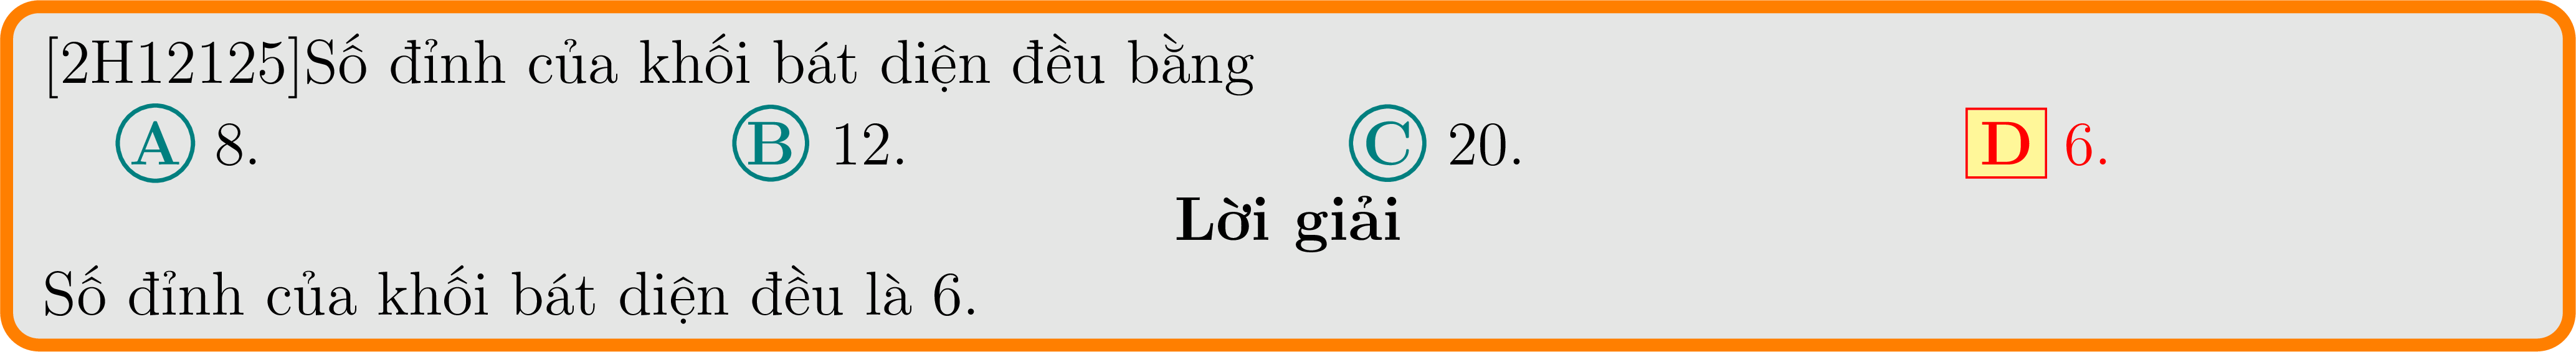 [2H12125]Số đỉnh của khối bát diện đều bằng
A 8. B 12. C 20. D 6.
Lời giải
Số đỉnh của khối bát diện đều là 6.